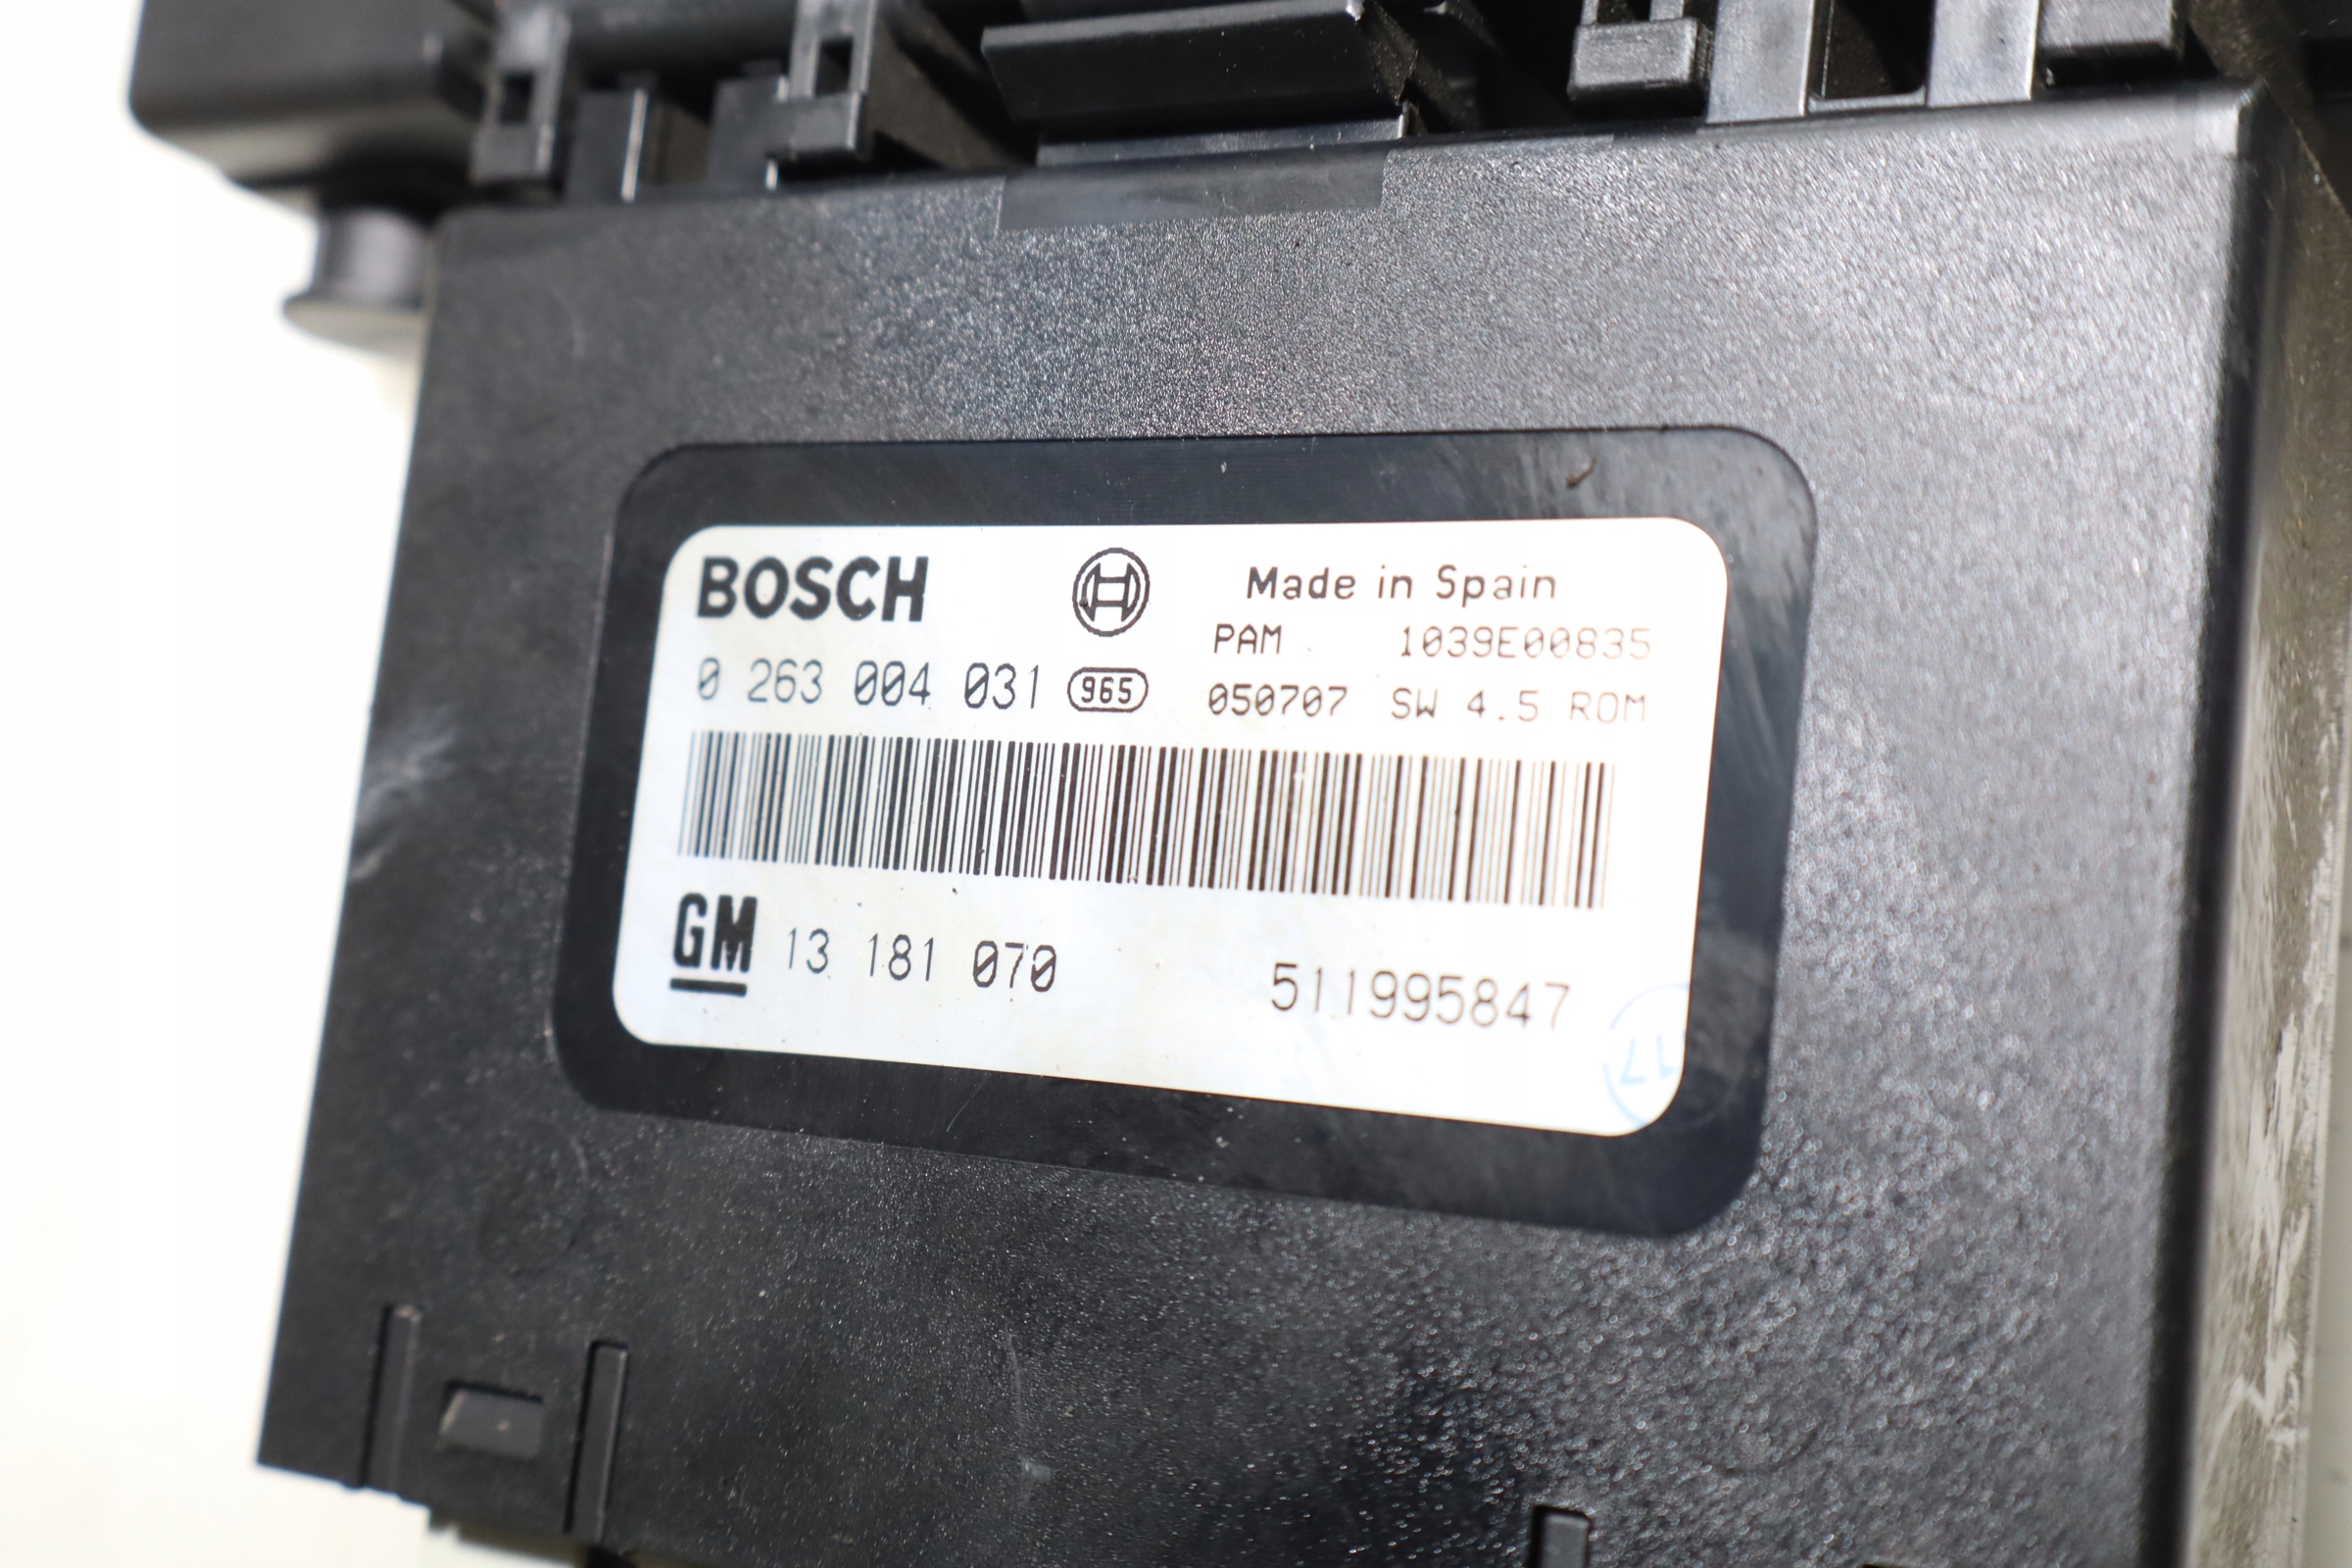 BOSCH
Made in Spain
PAM 1039E00835
0 263 004 031 965
050707 SW 4.5 ROM
GM 13 181 070
511995847
17